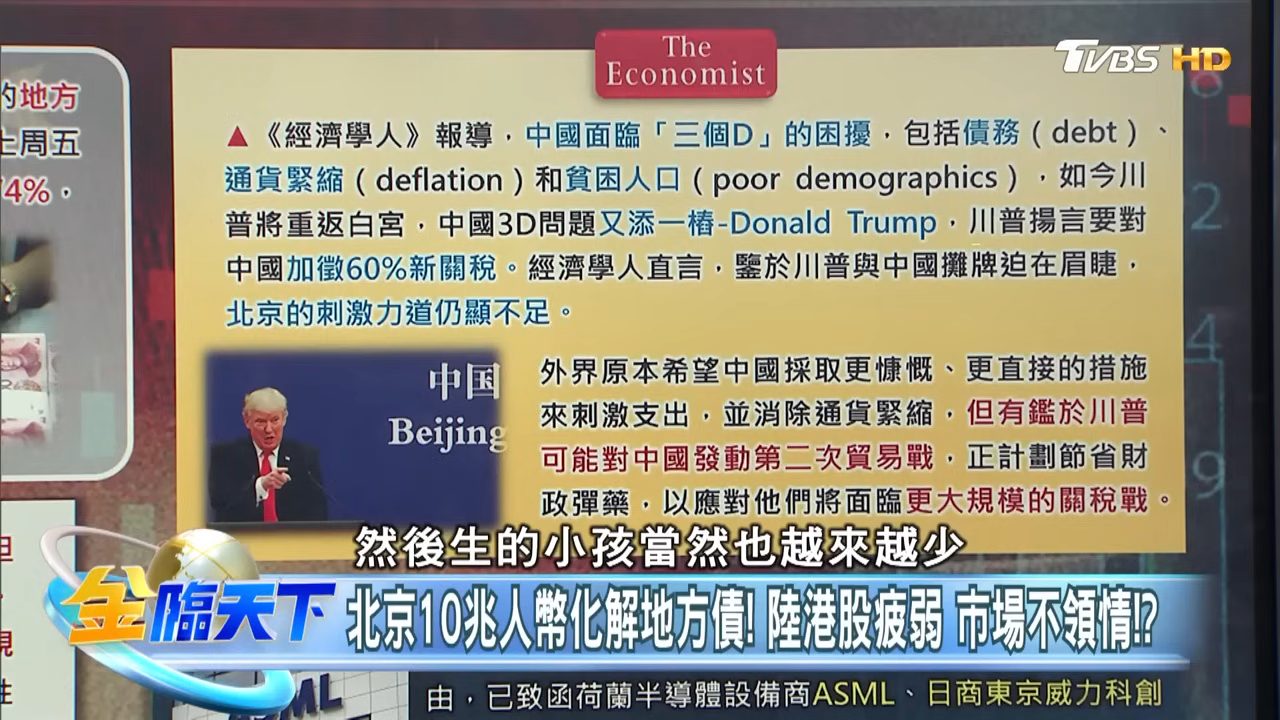 The
Economist
TVBS HD
的地方
上周五
74%，
▲《經濟學人》報導，中國面臨「三個D」的困擾，包括債務（debt）、
通貨緊縮（deflation）和貧困人口（poor demographics），如今川
普將重返白宮，中國3D問題又添一樁-Donald Trump，川普揚言要對
中國加徵60%新關稅。經濟學人直言，鑒於川普與中國攤牌迫在眉睫，
北京的刺激力道仍顯不足。
中国
Beijing
外界原本希望中國採取更慷慨、更直接的措施
來刺激支出，並消除通貨緊縮，但有鑑於川普
可能對中國發動第二次貿易戰，正計劃節省財
政彈藥，以應對他們將面臨更大規模的關稅戰。
2
4
9
然後生的小孩當然也越來越少
金臨天下
北京10兆人幣化解地方債! 陸港股疲弱 市場不領情!?
ASML
由，已致函荷蘭半導體設備商ASML、日商東京威力科創